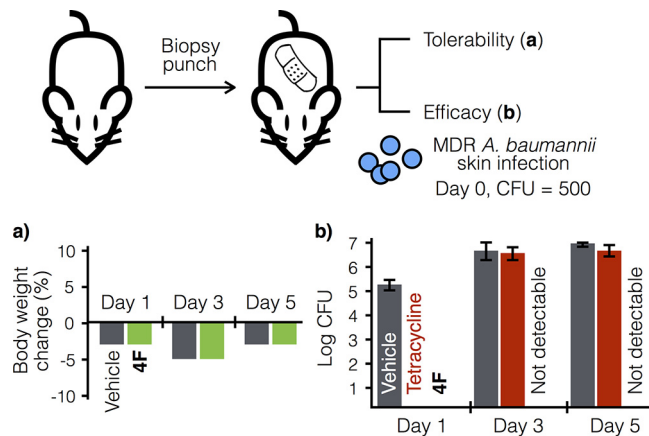 Biopsy
punch
Tolerability (a)
Efficacy (b)
MDR A. baumannii
skin infection
Day 0, CFU = 500
a)
Body weight
change (%)
10
5
0
-5
-10
Day 1
Day 3
Day 5
Vehicle
4F
b)
Log CFU
7
6
5
4
3
2
1
Vehicle
Tetracycline
4F
Not detectable
Not detectable
Day 1
Day 3
Day 5